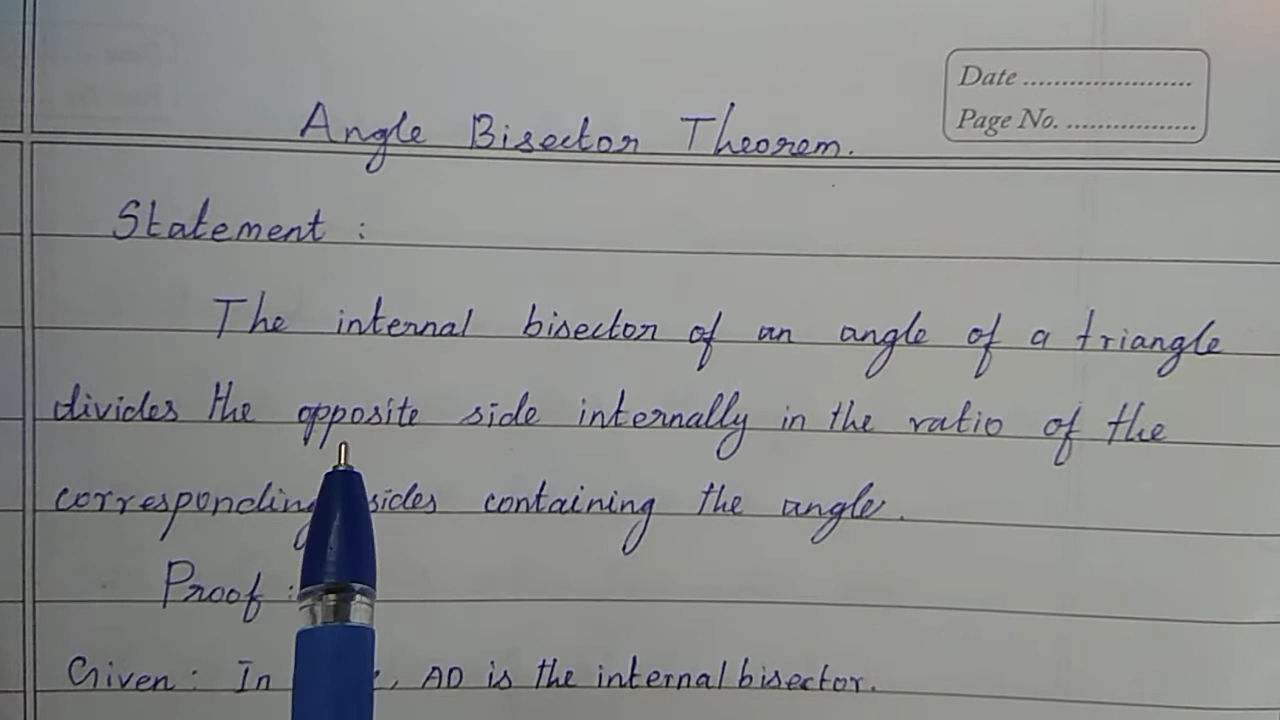 Date ......................
Page No. .................
Angle Bisector Theorem.
Statement :
The internal bisector of an angle of a triangle
divides the opposite side internally in the ratio of the
corresponding sides containing the angle.
Proof :
Given: In , AD is the internal bisector.